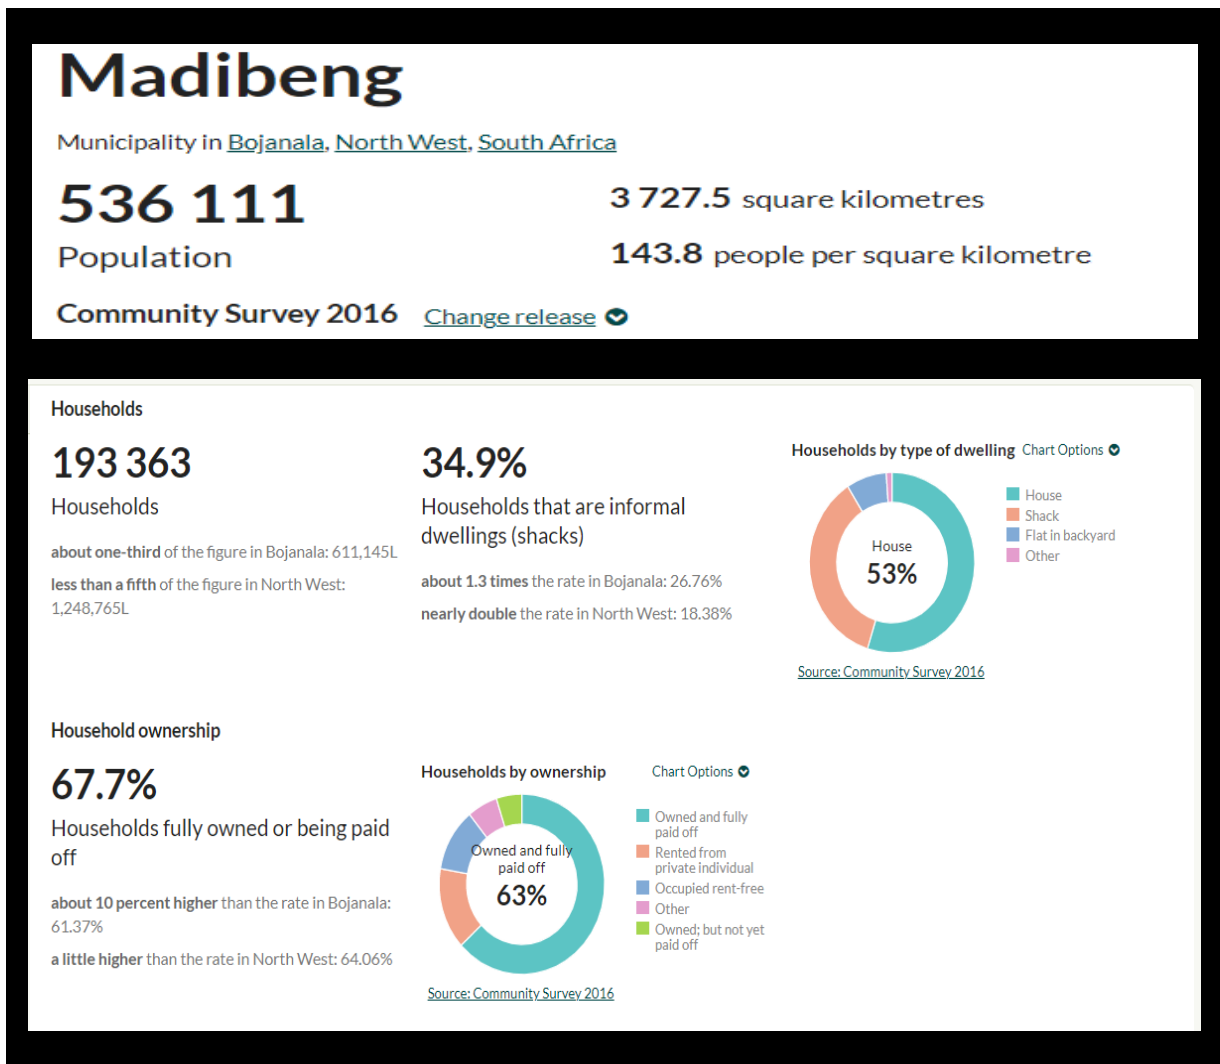 Madibeng
Municipality in Bojanala, North West, South Africa
536 111
Population
3 727.5 square kilometres
143.8 people per square kilometre
Community Survey 2016 Change release
Households
193 363
Households
about one-third of the figure in Bojanala: 611,145L
less than a fifth of the figure in North West:
1,248,765L
34.9%
Households that are informal
dwellings (shacks)
about 1.3 times the rate in Bojanala: 26.76%
nearly double the rate in North West: 18.38%
Households by type of dwelling Chart Options
House
53%
House
Shack
Flat in backyard
Other
Source: Community Survey 2016
Household ownership
67.7%
Households fully owned or being paid
off
about 10 percent higher than the rate in Bojanala:
61.37%
a little higher than the rate in North West: 64.06%
Households by ownership Chart Options
Owned and fully
paid off
63%
Owned and fully
paid off
Rented from
private individual
Occupied rent-free
Other
Owned; but not yet
paid off
Source: Community Survey 2016